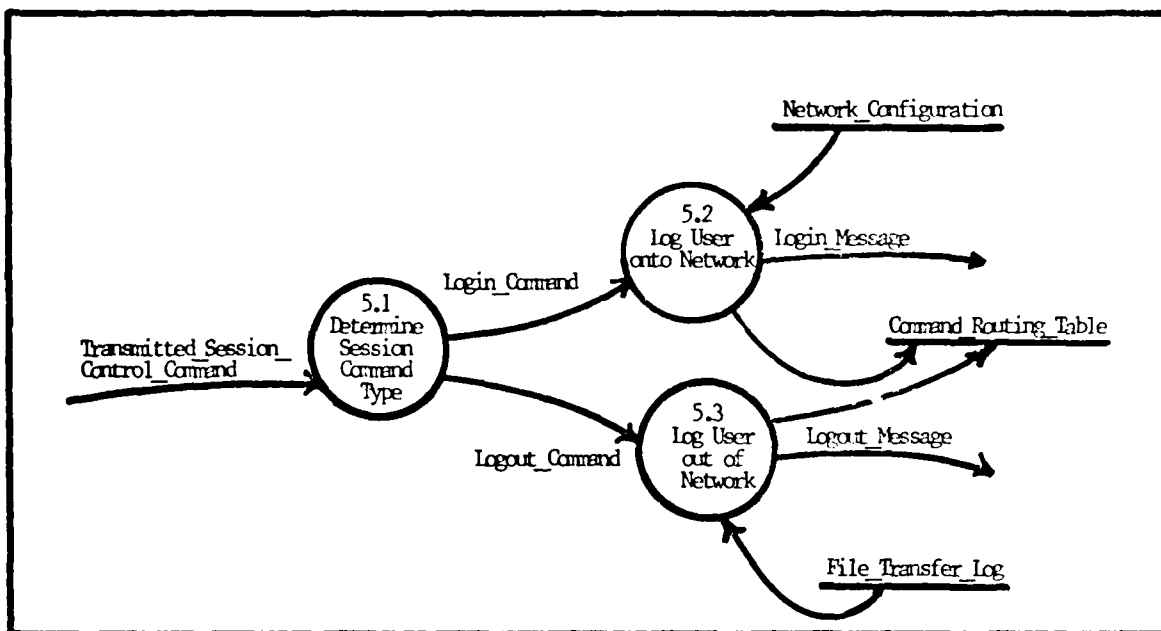 Network_Configuration
5.2
Log User
onto Network
Login_Message
Login_Command
5.1
Determine
Session
Command
Type
Transmitted_Session_
Control_Command
Command_Routing_Table
5.3
Log User
out of
Network
Logout_Message
Logout_Command
File_Transfer_Log